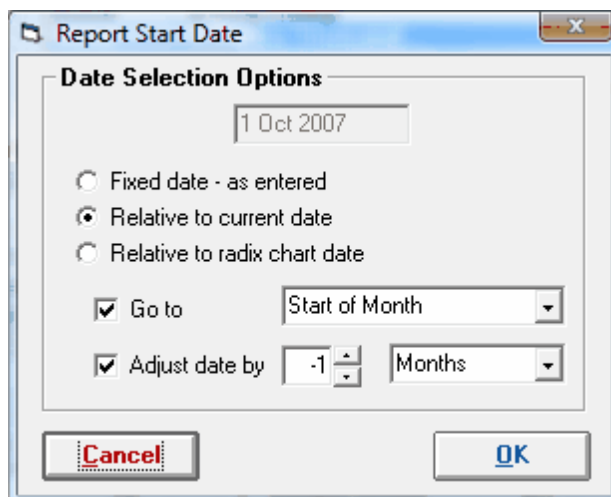 Report Start Date
Date Selection Options
1 Oct 2007
Fixed date - as entered
Relative to current date
Relative to radix chart date
Go to Start of Month
Adjust date by -1 Months
Cancel OK